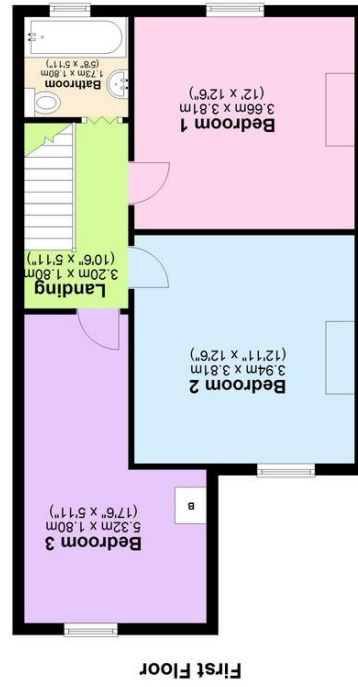 First Floor
Bedroom 3
5.32m x 1.80m
(17'6" x 5'11")
B
Bedroom 2
3.94m x 3.81m
(12'11" x 12'6")
Landing
3.20m x 1.80m
(10'6" x 5'11")
Bedroom 1
3.66m x 3.81m
(12' x 12'6")
Bathroom
1.73m x 1.80m
(5'8" x 5'11")